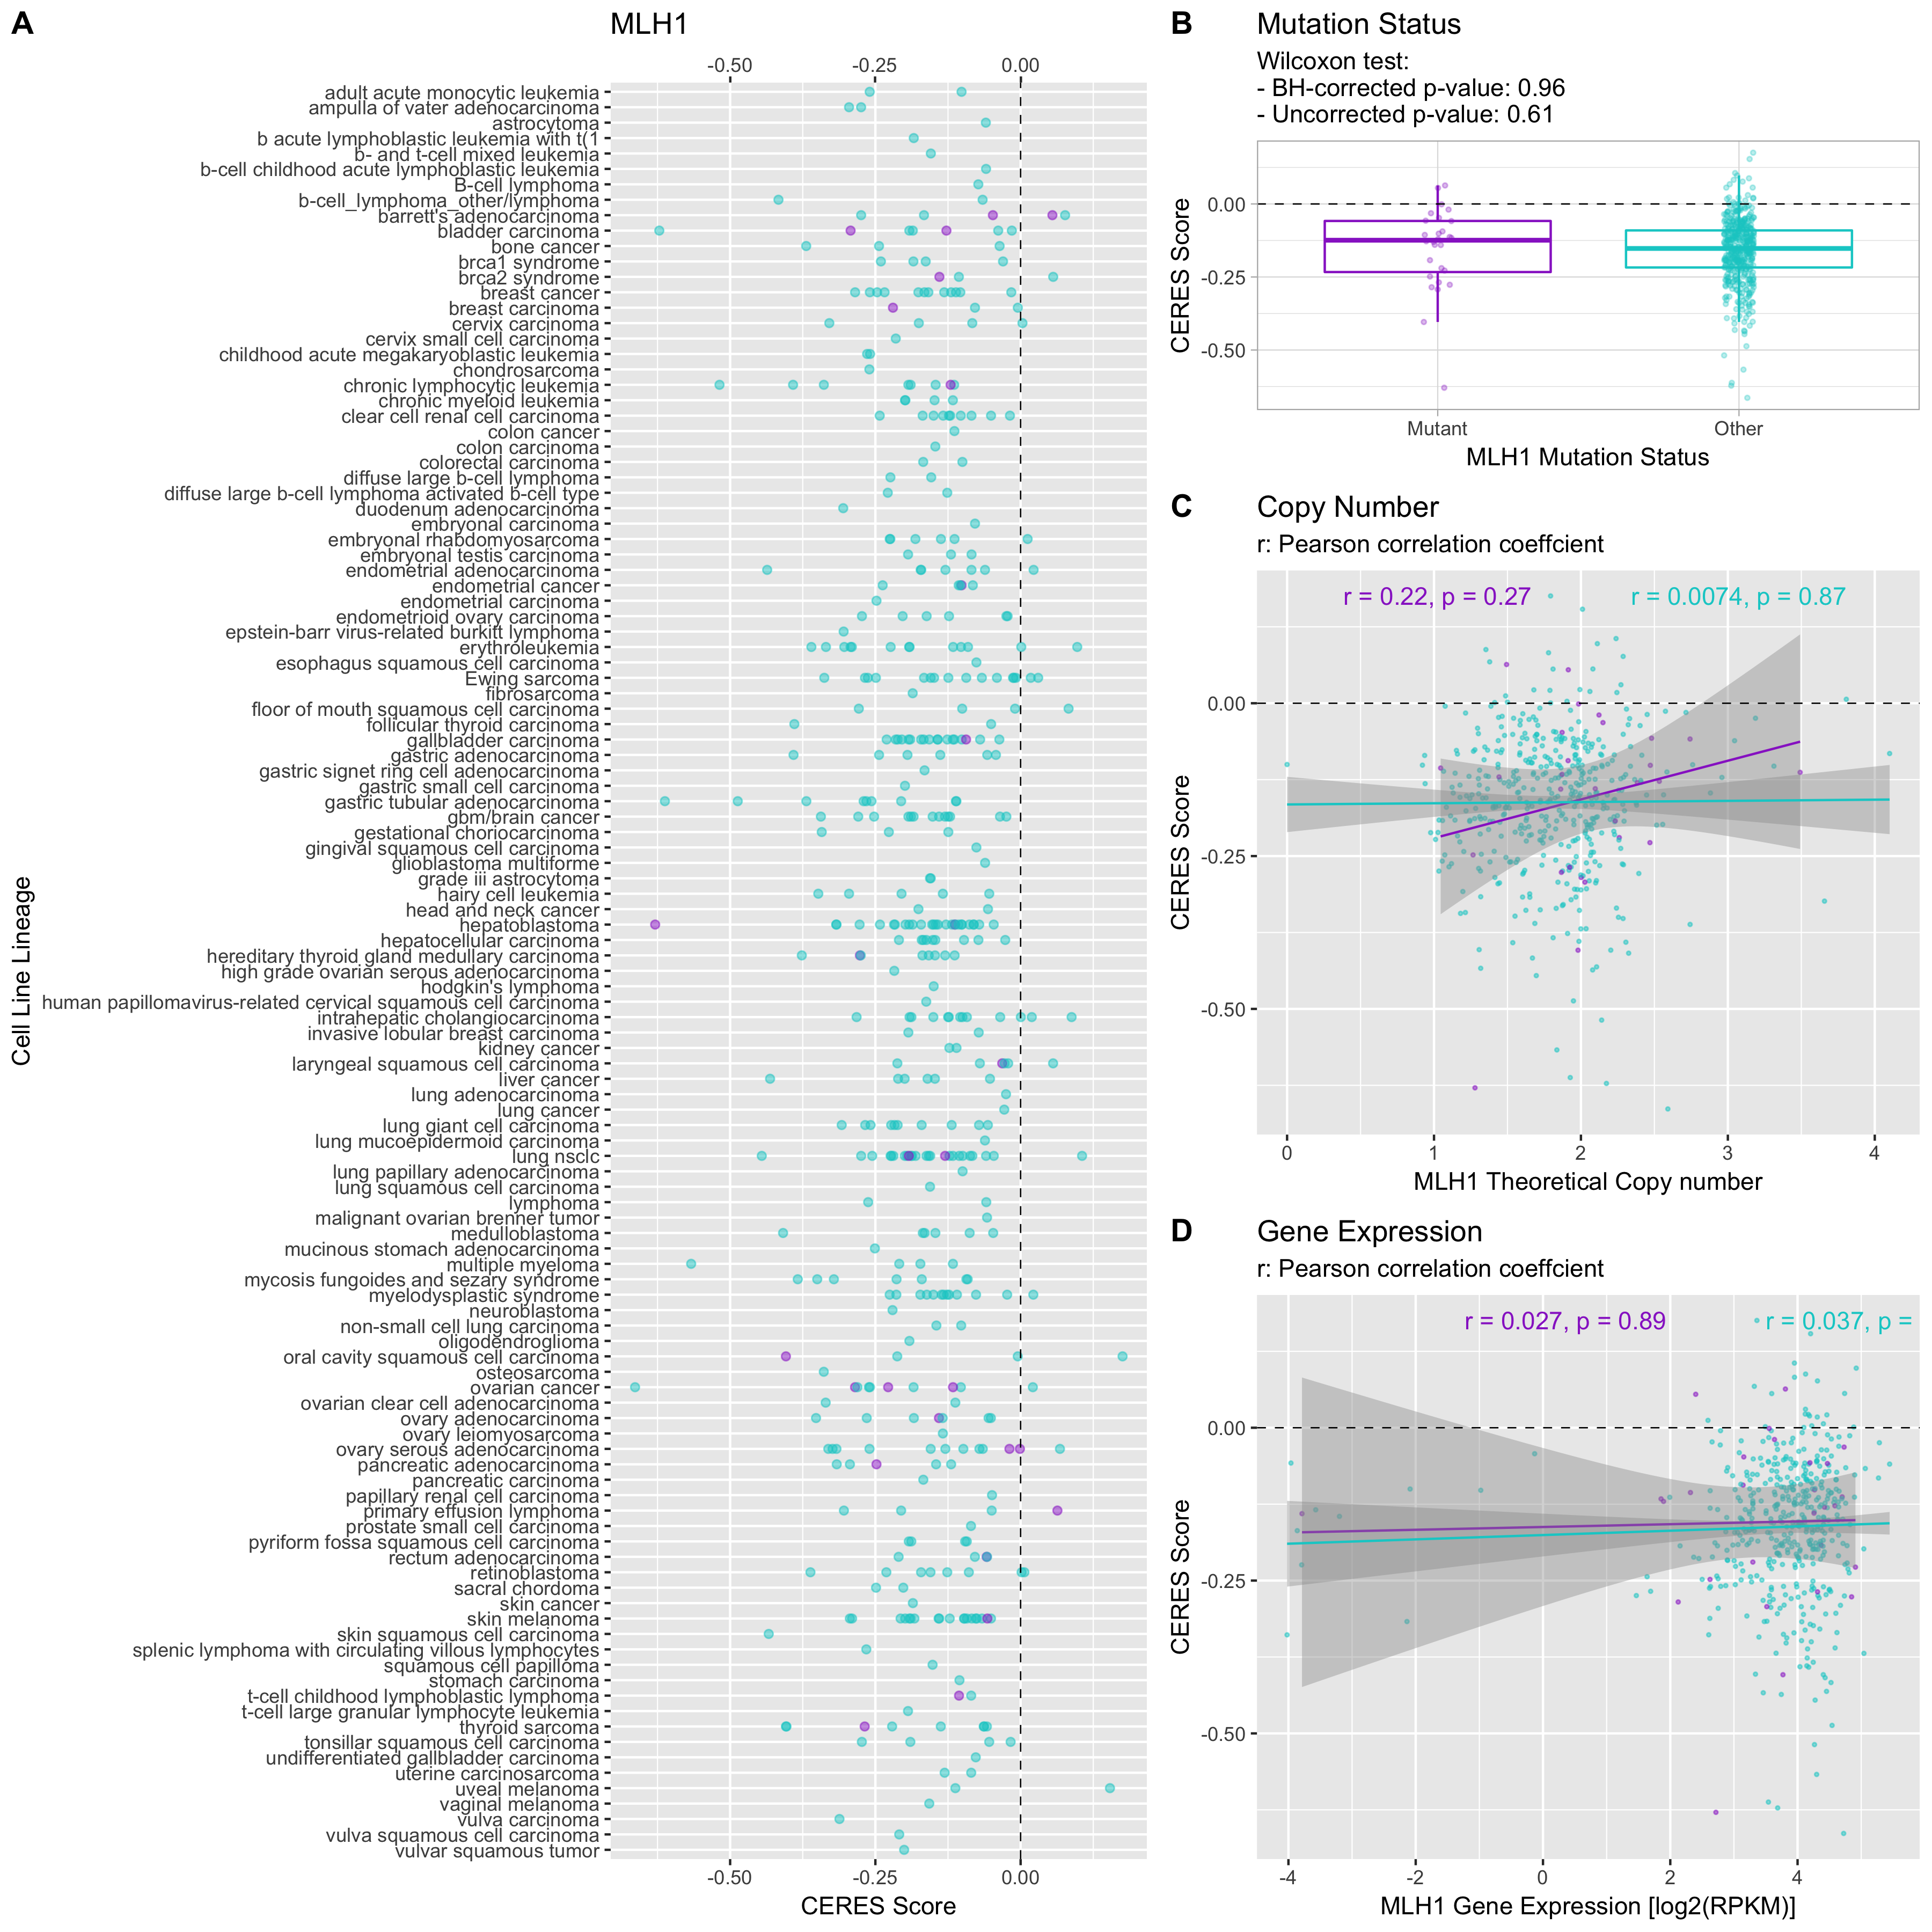 A
MLH1
-0.50 -0.25 0.00
adult acute monocytic leukemia
ampulla of vater adenocarcinoma
astrocytoma
b acute lymphoblastic leukemia with t(1
b- and t-cell mixed leukemia
b-cell childhood acute lymphoblastic leukemia
B-cell lymphoma
b-cell_lymphoma_other/lymphoma
barrett's adenocarcinoma
bladder carcinoma
bone cancer
brca1 syndrome
brca2 syndrome
breast cancer
breast carcinoma
cervix carcinoma
cervix small cell carcinoma
childhood acute megakaryoblastic leukemia
chondrosarcoma
chronic lymphocytic leukemia
chronic myeloid leukemia
clear cell renal cell carcinoma
colon cancer
colon carcinoma
colorectal carcinoma
diffuse large b-cell lymphoma
diffuse large b-cell lymphoma activated b-cell type
duodenum adenocarcinoma
embryonal carcinoma
embryonal rhabdomyosarcoma
embryonal testis carcinoma
endometrial adenocarcinoma
endometrial cancer
endometrial carcinoma
endometrioid ovary carcinoma
epstein-barr virus-related burkitt lymphoma
erythroleukemia
esophagus squamous cell carcinoma
Ewing sarcoma
fibrosarcoma
floor of mouth squamous cell carcinoma
follicular thyroid carcinoma
gallbladder carcinoma
gastric adenocarcinoma
gastric signet ring cell adenocarcinoma
gastric small cell carcinoma
gastric tubular adenocarcinoma
gbm/brain cancer
gestational choriocarcinoma
gingival squamous cell carcinoma
glioblastoma multiforme
grade iii astrocytoma
hairy cell leukemia
head and neck cancer
hepatoblastoma
hepatocellular carcinoma
hereditary thyroid gland medullary carcinoma
high grade ovarian serous adenocarcinoma
hodgkin's lymphoma
human papillomavirus-related cervical squamous cell carcinoma
intrahepatic cholangiocarcinoma
invasive lobular breast carcinoma
kidney cancer
laryngeal squamous cell carcinoma
liver cancer
lung adenocarcinoma
lung cancer
lung giant cell carcinoma
lung mucoepidermoid carcinoma
lung nsclc
lung papillary adenocarcinoma
lung squamous cell carcinoma
lymphoma
malignant ovarian brenner tumor
medulloblastoma
mucinous stomach adenocarcinoma
multiple myeloma
mycosis fungoides and sezary syndrome
myelodysplastic syndrome
neuroblastoma
non-small cell lung carcinoma
oligodendroglioma
oral cavity squamous cell carcinoma
osteosarcoma
ovarian cancer
ovarian clear cell adenocarcinoma
ovary adenocarcinoma
ovary leiomyosarcoma
ovary serous adenocarcinoma
pancreatic adenocarcinoma
pancreatic carcinoma
papillary renal cell carcinoma
primary effusion lymphoma
prostate small cell carcinoma
pyriform fossa squamous cell carcinoma
rectum adenocarcinoma
retinoblastoma
sacral chordoma
skin cancer
skin melanoma
skin squamous cell carcinoma
splenic lymphoma with circulating villous lymphocytes
squamous cell papilloma
stomach carcinoma
t-cell childhood lymphoblastic lymphoma
t-cell large granular lymphocyte leukemia
thyroid sarcoma
tonsillar squamous cell carcinoma
undifferentiated gallbladder carcinoma
uterine carcinosarcoma
uveal melanoma
vaginal melanoma
vulva carcinoma
vulva squamous cell carcinoma
vulvar squamous tumor
-0.50 -0.25 0.00
CERES Score
Cell Line Lineage
B
Mutation Status
Wilcoxon test:
- BH-corrected p-value: 0.96
- Uncorrected p-value: 0.61
0.00
-0.25
-0.50
CERES Score
Mutant Other
MLH1 Mutation Status
C
Copy Number
r: Pearson correlation coeffcient
r = 0.22, p = 0.27 r = 0.0074, p = 0.87
0.00
-0.25
-0.50
CERES Score
0 1 2 3 4
MLH1 Theoretical Copy number
D
Gene Expression
r: Pearson correlation coeffcient
r = 0.027, p = 0.89 r = 0.037, p =
0.00
-0.25
-0.50
CERES Score
-4 -2 0 2 4
MLH1 Gene Expression [log2(RPKM)]